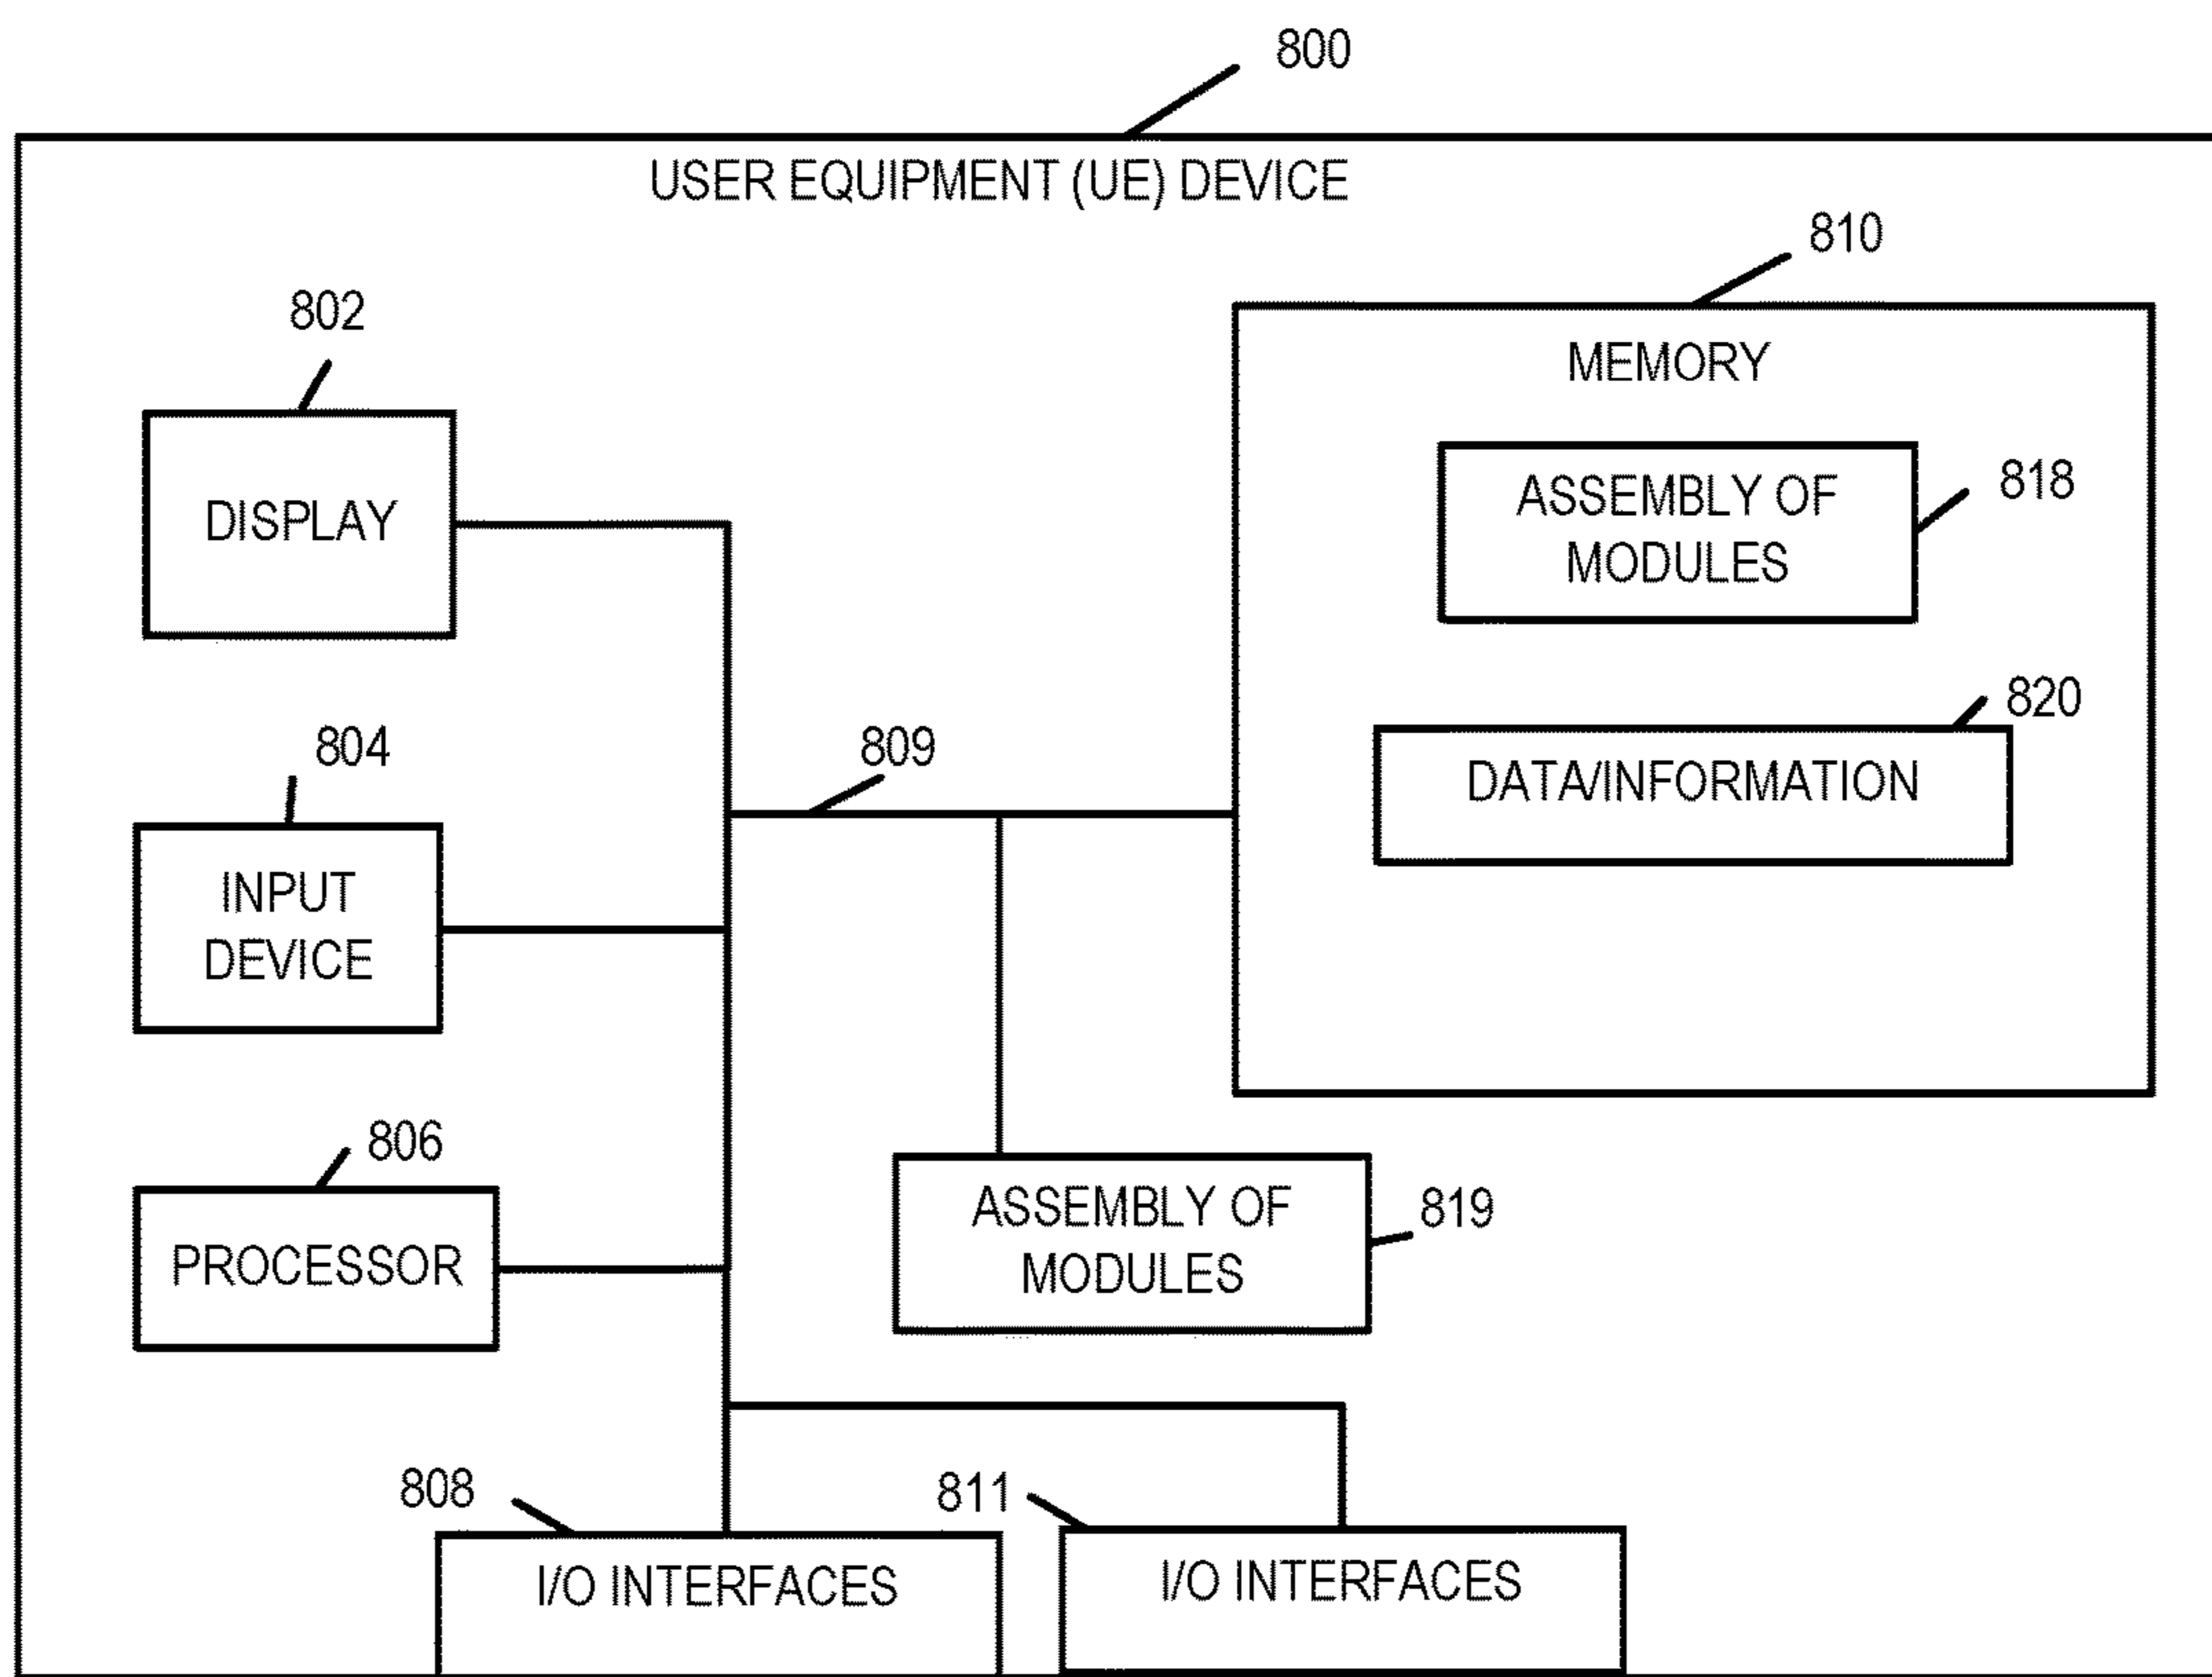 800
USER EQUIPMENT (UE) DEVICE
810
802
MEMORY
ASSEMBLY OF
MODULES
818
DISPLAY
820
804
809
DATA/INFORMATION
INPUT
DEVICE
806
819
ASSEMBLY OF
MODULES
PROCESSOR
808
811
I/O INTERFACES
I/O INTERFACES